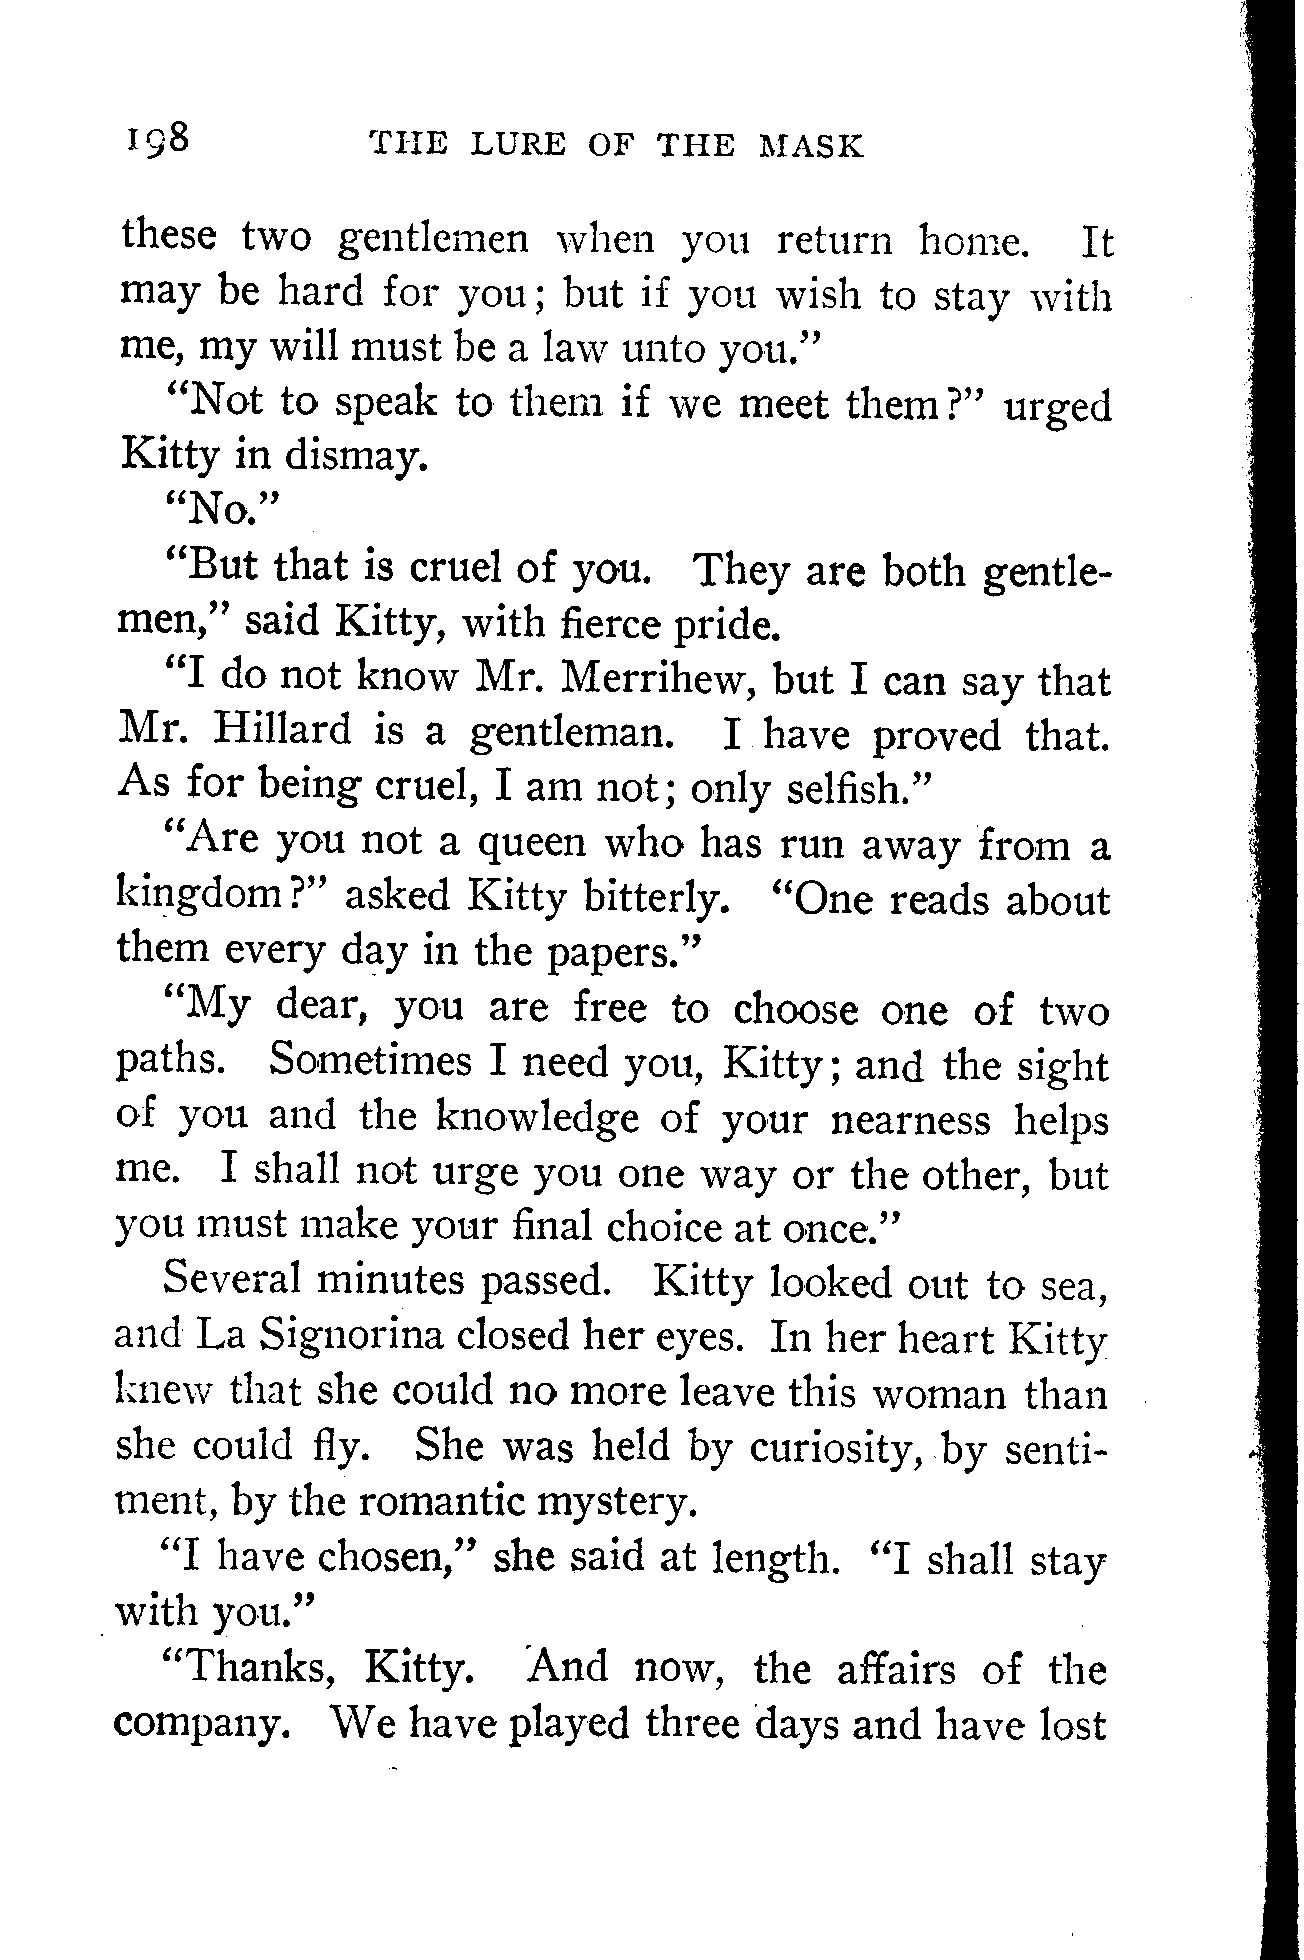 198 THE LURE OF THE MASK
these two gentlemen when you return home. It
may be hard for you; but if you wish to stay with
me, my will must be a law unto you."
"Not to speak to them if we meet them?" urged
Kitty in dismay.
"No."
"But that is cruel of you. They are both gentle-
men," said Kitty, with fierce pride.
"I do not know Mr. Merrihew, but I can say that
Mr. Hillard is a gentleman. I have proved that.
As for being cruel, I am not; only selfish."
"Are you not a queen who has run away from a
kingdom?" asked Kitty bitterly. "One reads about
them every day in the papers."
"My dear, you are free to choose one of two
paths. Sometimes I need you, Kitty; and the sight
of you and the knowledge of your nearness helps
me. I shall not urge you one way or the other, but
you must make your final choice at once."
Several minutes passed. Kitty looked out to sea,
and La Signorina closed her eyes. In her heart Kitty
knew that she could no more leave this woman than
she could fly. She was held by curiosity, by senti-
ment, by the romantic mystery.
"I have chosen," she said at length. "I shall stay
with you."
"Thanks, Kitty. And now, the affairs of the
company. We have played three days and have lost